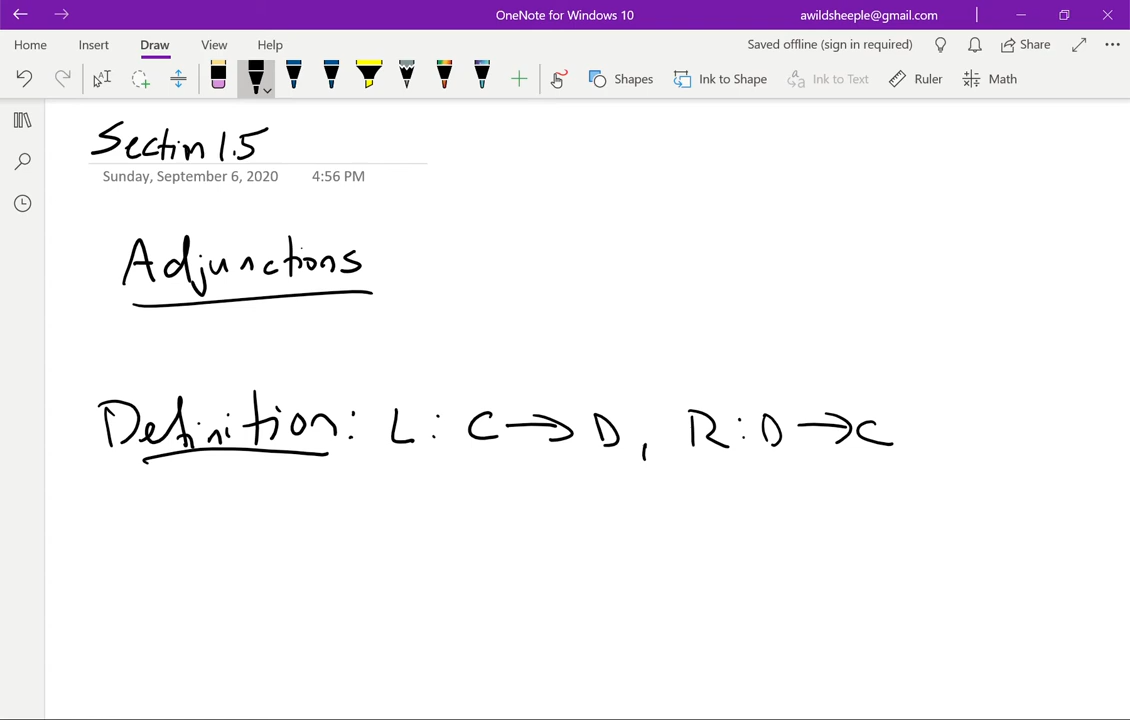 OneNote for Windows 10 awildsheeple@gmail.com
Home Insert Draw View Help Saved offline (sign in required) Share
Shapes Ink to Shape Ink to Text Ruler Math
Section 1.5
Sunday, September 6, 2020 4:56 PM
Adjunctions
Definition: L: C → D, R: D → C